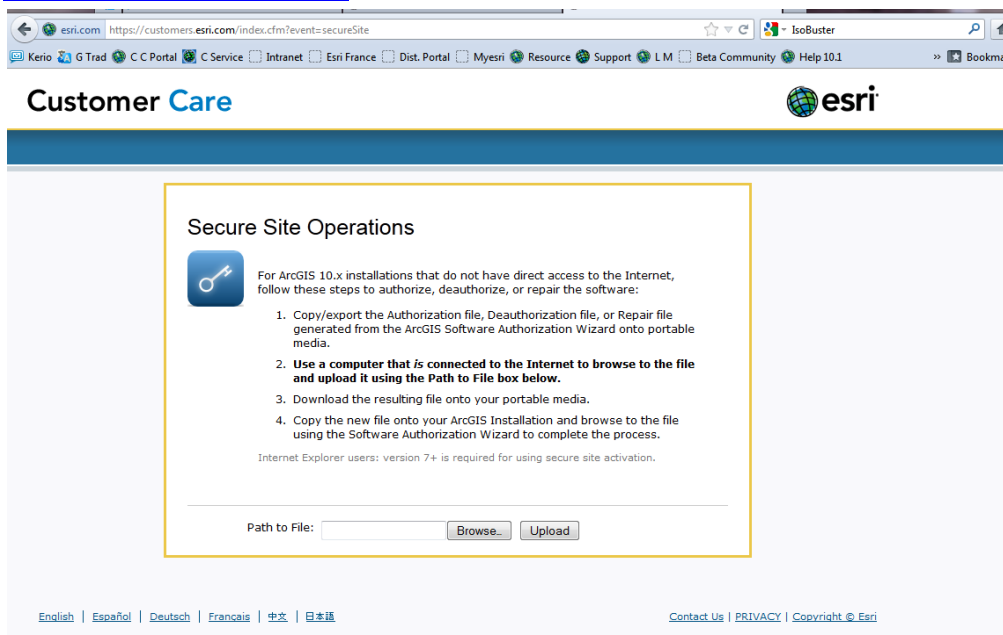 esri.com https://customers.esri.com/index.cfm?event=secureSite IsoBuster
Kerio G Trad C C Portal C Service Intranet Esri France Dist. Portal Myesri Resource Support L M Beta Community Help 10.1 » Bookma
Customer Care esri
Secure Site Operations
For ArcGIS 10.x installations that do not have direct access to the Internet,
follow these steps to authorize, deauthorize, or repair the software:
1. Copy/export the Authorization file, Deauthorization file, or Repair file
generated from the ArcGIS Software Authorization Wizard onto portable
media.
2. Use a computer that is connected to the Internet to browse to the file
and upload it using the Path to File box below.
3. Download the resulting file onto your portable media.
4. Copy the new file onto your ArcGIS Installation and browse to the file
using the Software Authorization Wizard to complete the process.
Internet Explorer users: version 7+ is required for using secure site activation.
Path to File: Browse... Upload
English | Español | Deutsch | Français | 中文 | 日本語 Contact Us | PRIVACY | Copyright © Esri